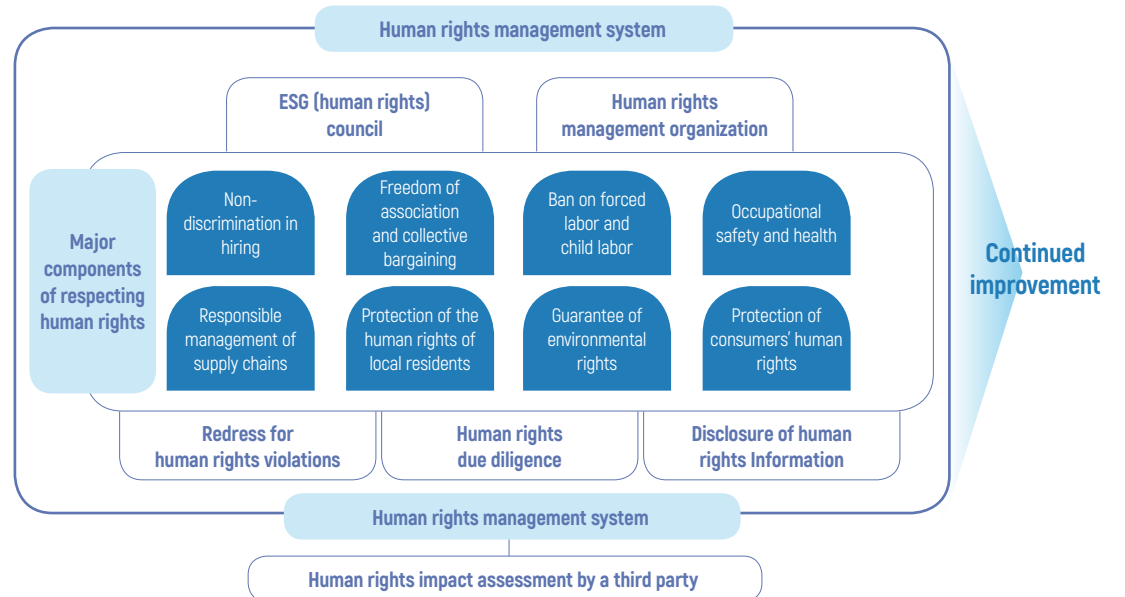 Human rights management system
ESG (human rights)
council
Human rights
management organization
Major
components
of respecting
human rights
Non-
discrimination in
hiring
Freedom of
association
and collective
bargaining
Ban on forced
labor and
child labor
Occupational
safety and health
Responsible
management of
supply chains
Protection of the
human rights of
local residents
Guarantee of
environmental
rights
Protection of
consumers’ human
rights
Continued
improvement
Redress for
human rights violations
Human rights
due diligence
Disclosure of human
rights Information
Human rights management system
Human rights impact assessment by a third party